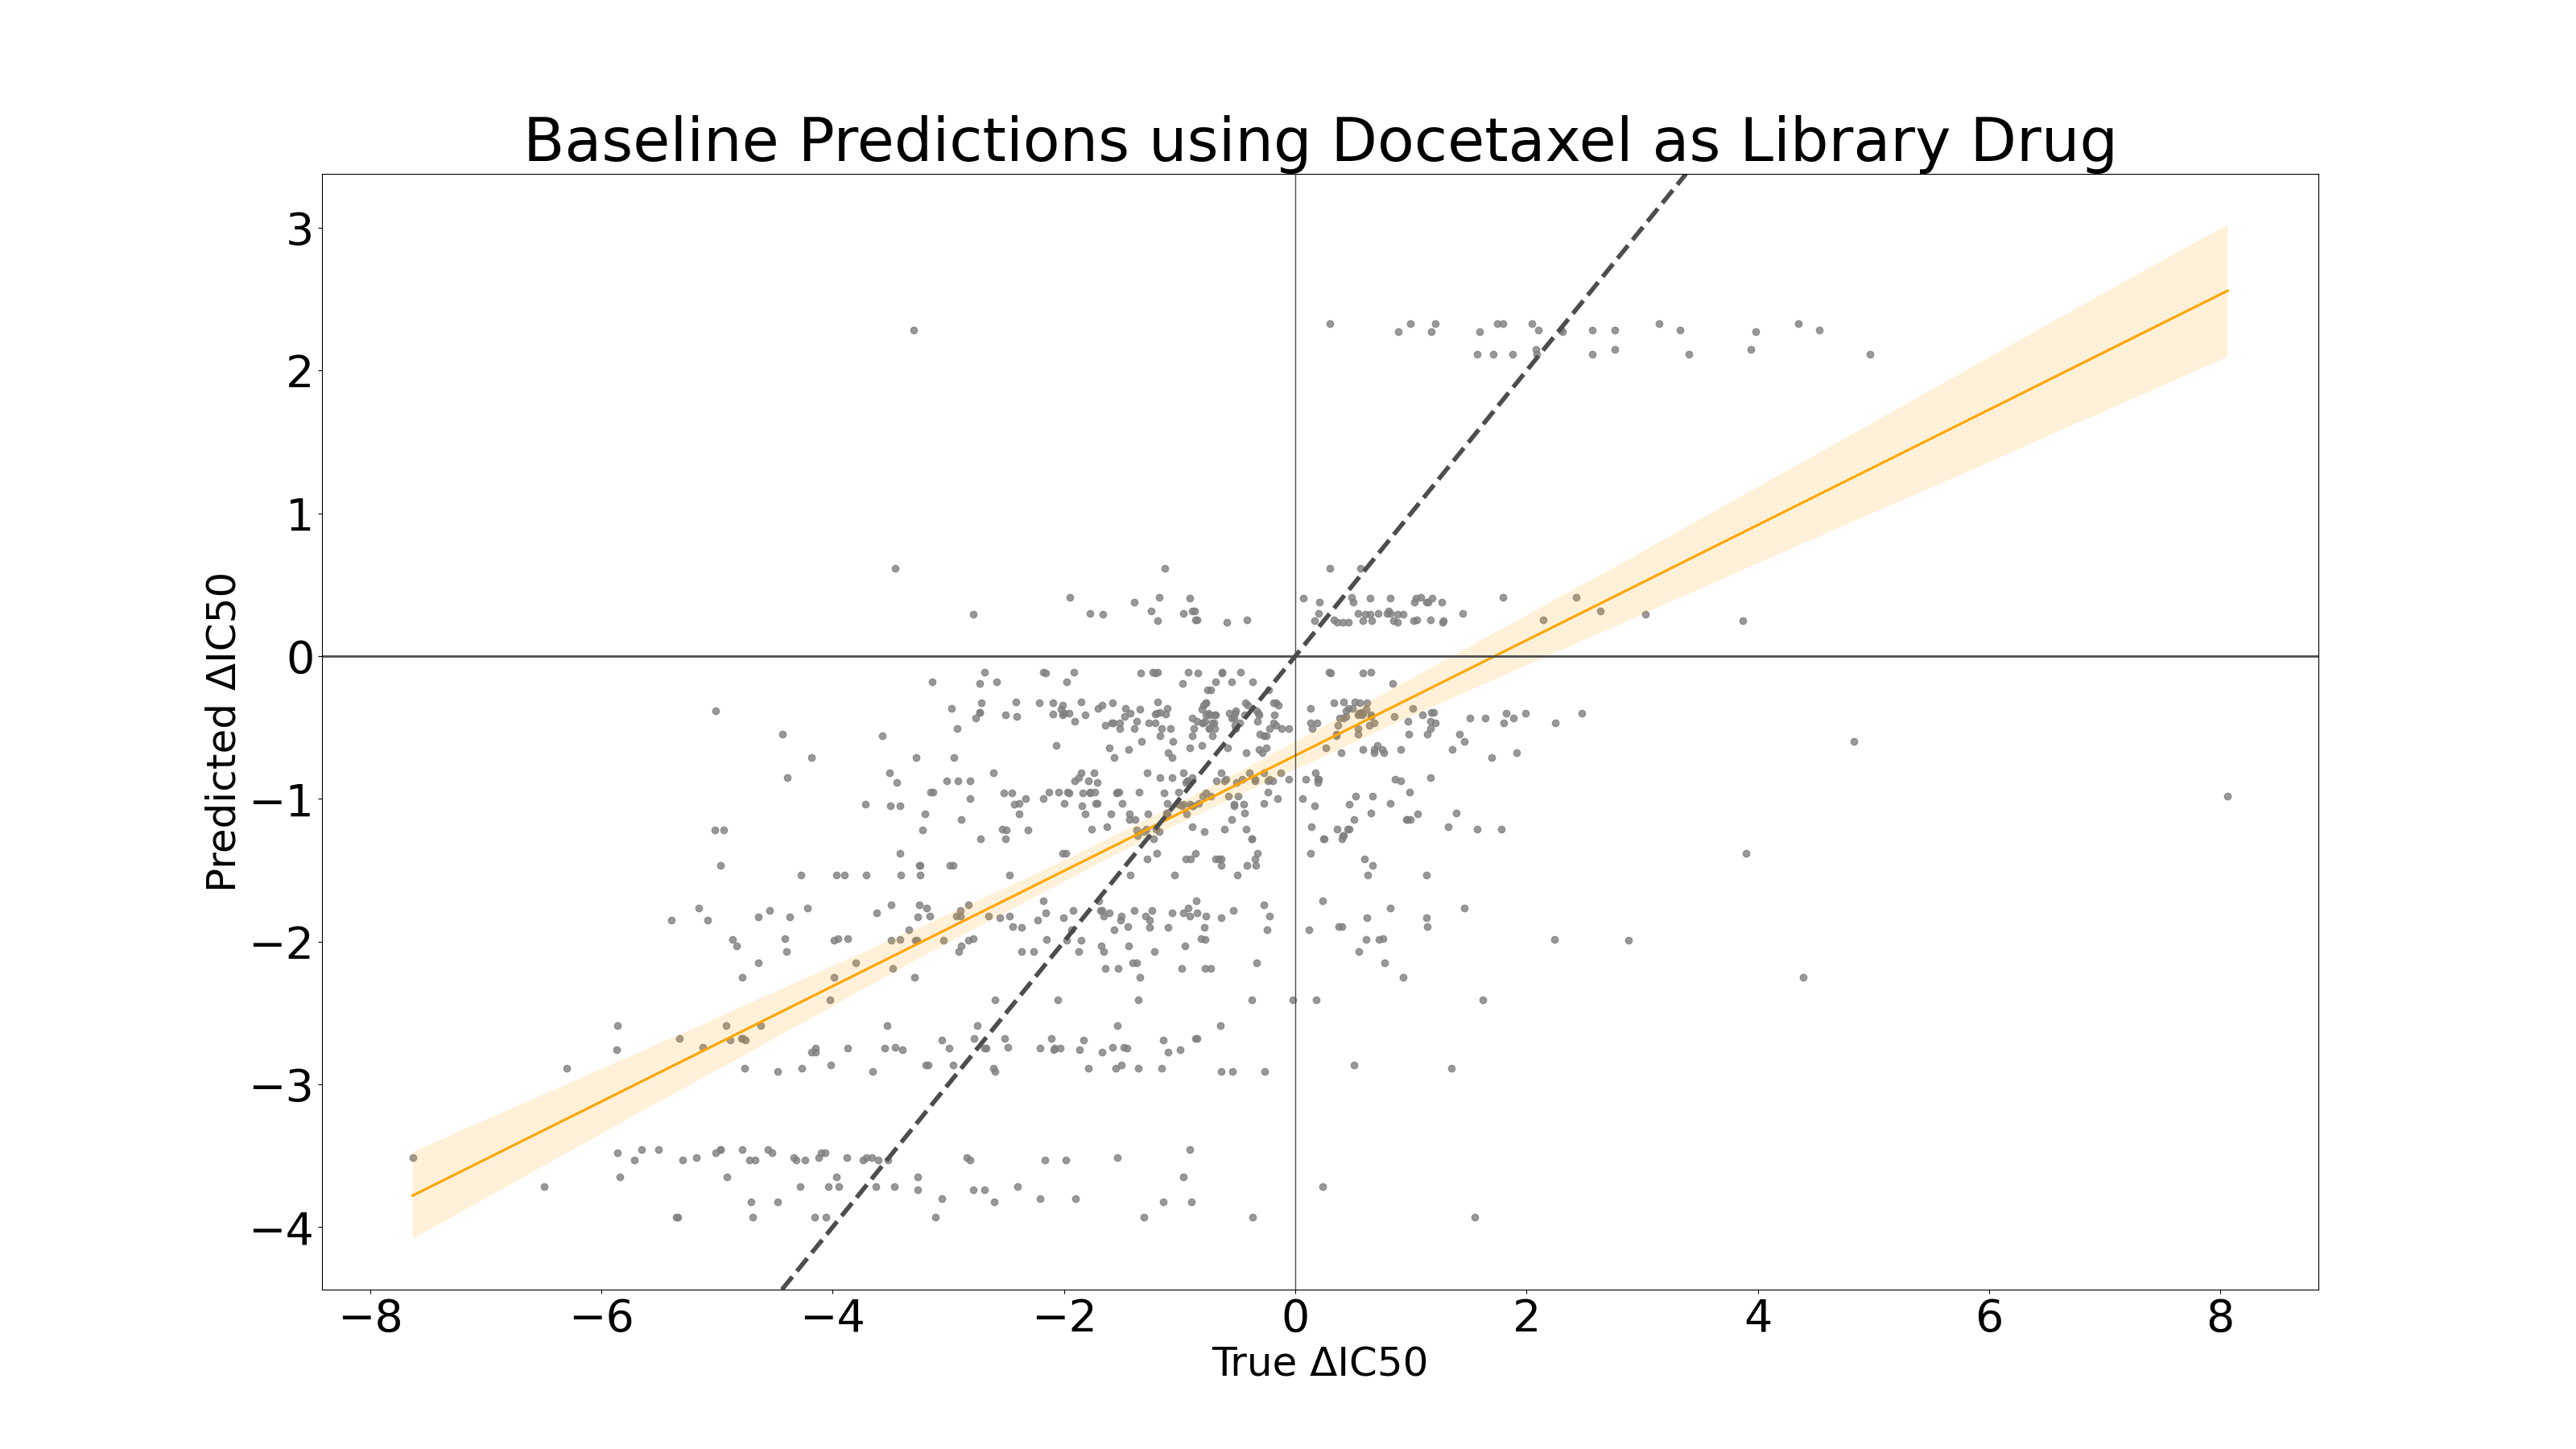 Baseline Predictions using Docetaxel as Library Drug
3
2
1
0
−1
−2
−3
−4
Predicted ΔIC50
−8 −6 −4 −2 0 2 4 6 8
True ΔIC50